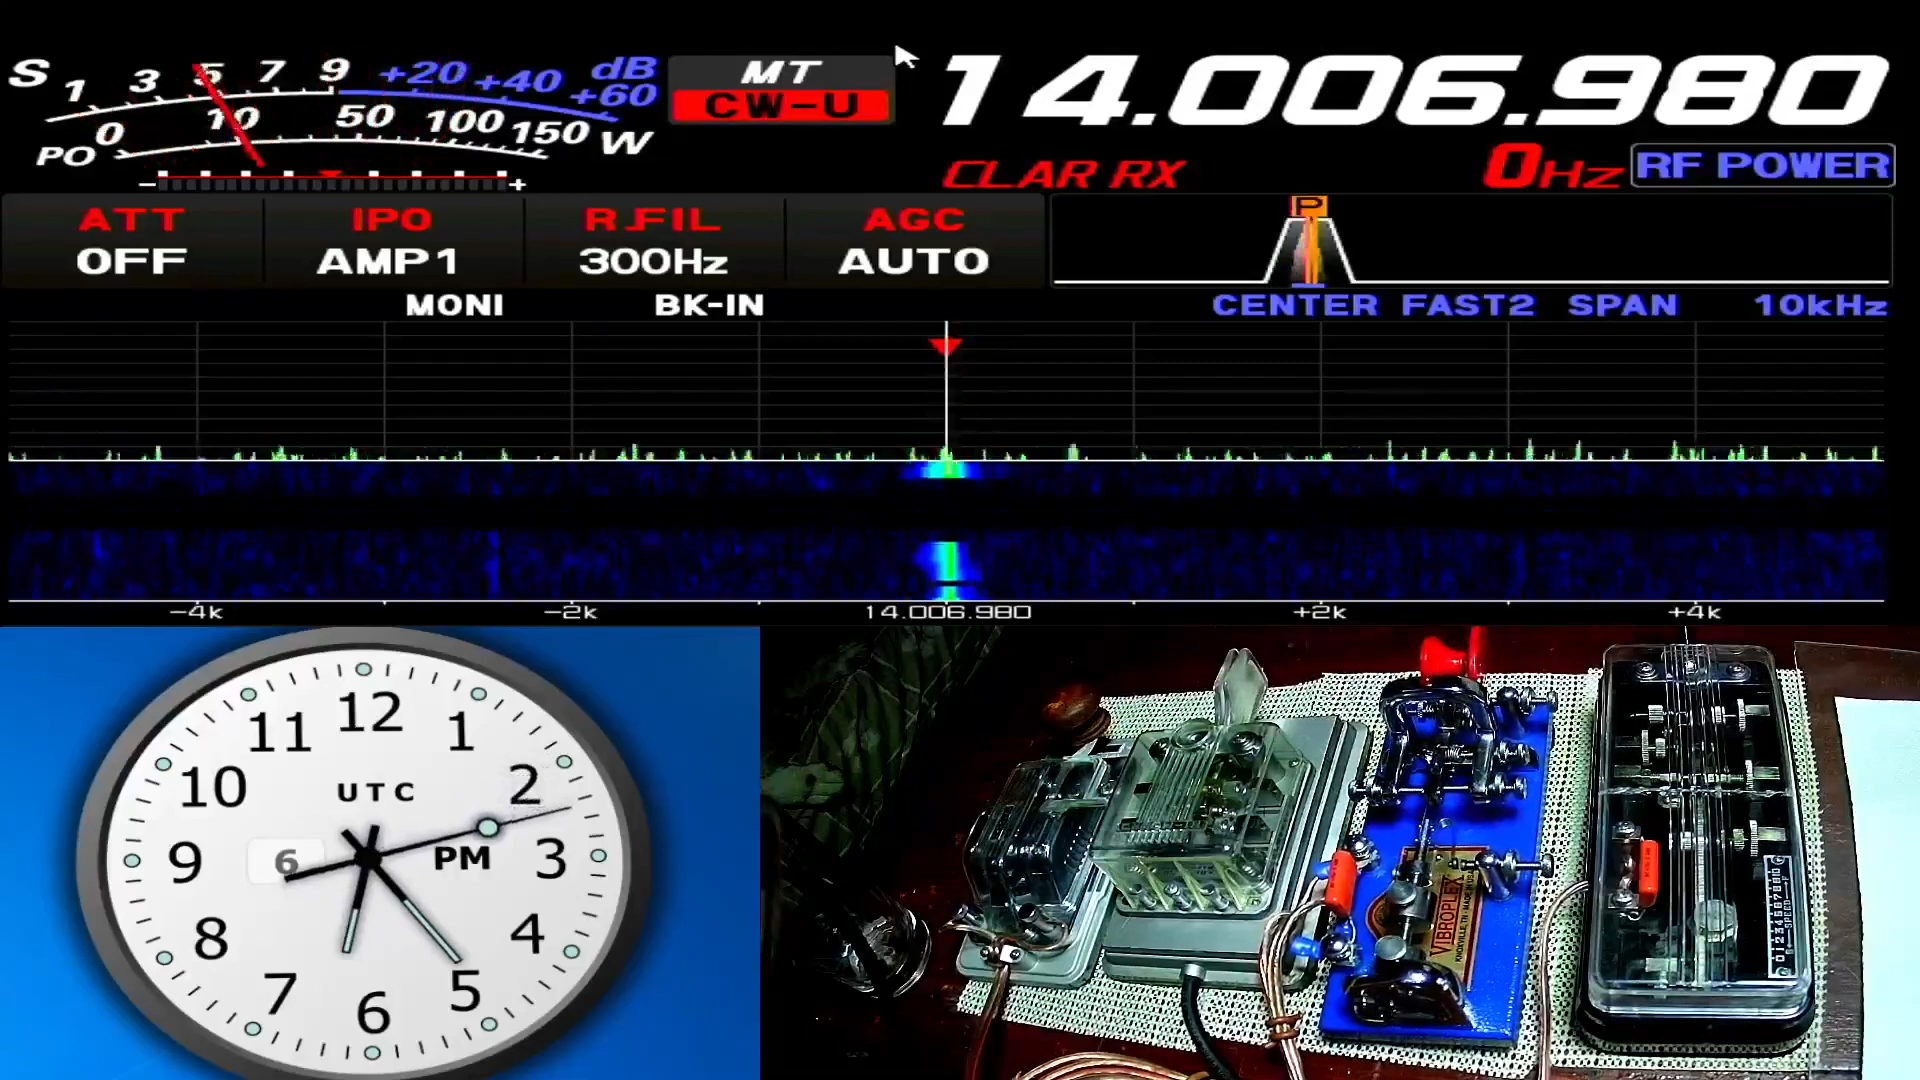 S 1 3 5 7 9 +20 +40 +60 dB
PO 0 10 50 100 150 W
- +
MT
CW-U
14.006.980
CLAR RX 0Hz RF POWER
ATT IPO R.FIL AGC
OFF AMP1 300Hz AUTO
P
MONI BK-IN CENTER FAST2 SPAN 10kHz
-4k -2k 14.006.980 +2k +4k
12
11 1
10 2
UTC
9 6 PM 3
8 4
7 5
6
VIBROPLEX